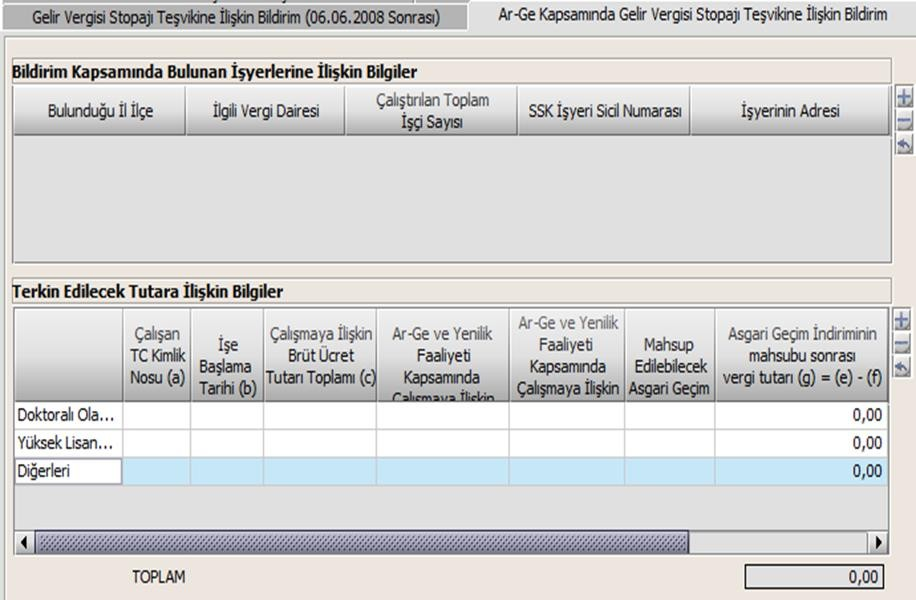 Gelir Vergisi Stopajı Teşvikine İlişkin Bildirim (06.06.2008 Sonrası)
Ar-Ge Kapsamında Gelir Vergisi Stopajı Teşvikine İlişkin Bildirim
Bildirim Kapsamında Bulunan İşyerlerine İlişkin Bilgiler
Bulunduğu İl İlçe
İlgili Vergi Dairesi
Çalıştırılan Toplam
İşçi Sayısı
SSK İşyeri Sicil Numarası
İşyerinin Adresi
Terkin Edilecek Tutara İlişkin Bilgiler
Çalışan
TC Kimlik
Nosu (a)
İşe
Başlama
Tarihi (b)
Çalışmaya İlişkin
Brüt Ücret
Tutarı Toplamı (c)
Ar-Ge ve Yenilik
Faaliyeti
Kapsamında
Çalışmaya İlişkin
Ar-Ge ve Yenilik
Faaliyeti
Kapsamında
Çalışmaya İlişkin
Mahsup
Edilebilecek
Asgari Geçim
Asgari Geçim İndiriminin
mahsubu sonrası
vergi tutarı (g) = (e) - (f)
Doktoralı Ola... 0,00
Yüksek Lisan... 0,00
Diğerleri 0,00
TOPLAM 0,00